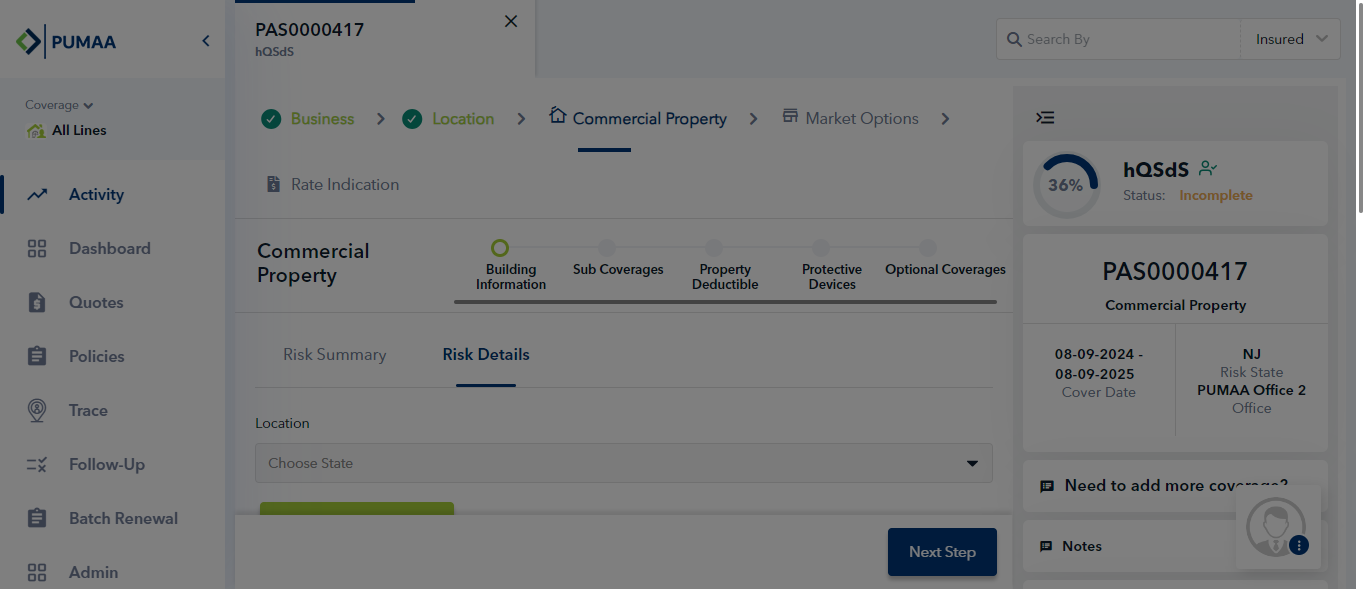 PUMAA
Coverage
All Lines
Activity
Dashboard
Quotes
Policies
Trace
Follow-Up
Batch Renewal
Admin
PAS0000417
hQSdS
Search By
Insured
Business
Location
Commercial Property
Market Options
Rate Indication
Commercial
Property
Building
Information
Sub Coverages
Property
Deductible
Protective
Devices
Optional Coverages
Risk Summary
Risk Details
Location
Choose State
Next Step
36%
hQSdS
Status: Incomplete
PAS0000417
Commercial Property
08-09-2024 -
08-09-2025
Cover Date
NJ
Risk State
PUMAA Office 2
Office
Need to add more coverage?
Notes